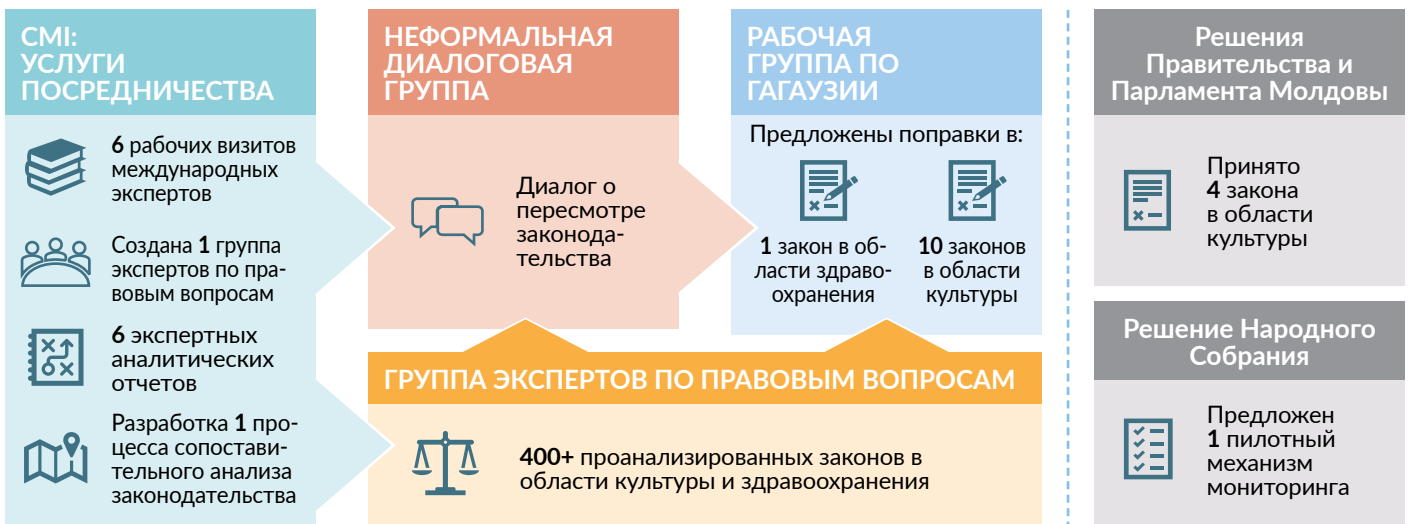 CMI:
УСЛУГИ
ПОСРЕДНИЧЕСТВА
6 рабочих визитов
международных
экспертов
Создана 1 группа
экспертов по пра-
вовым вопросам
6 экспертных
аналитических
отчетов
Разработка 1 про-
цесса сопостави-
тельного анализа
законодательства
НЕФОРМАЛЬНАЯ
ДИАЛОГОВАЯ
ГРУППА
Диалог о
пересмотре
законода-
тельства
РАБОЧАЯ
ГРУППА ПО
ГАГАУЗИИ
Предложены поправки в:
1 закон в об-
ласти здраво-
охранения
10 законов
в области
культуры
ГРУППА ЭКСПЕРТОВ ПО ПРАВОВЫМ ВОПРОСАМ
400+ проанализированных законов в
области культуры и здравоохранения
Решения
Правительства и
Парламента Молдовы
Принято
4 закона
в области
культуры
Решение Народного
Собрания
Предложен
1 пилотный
механизм
мониторинга